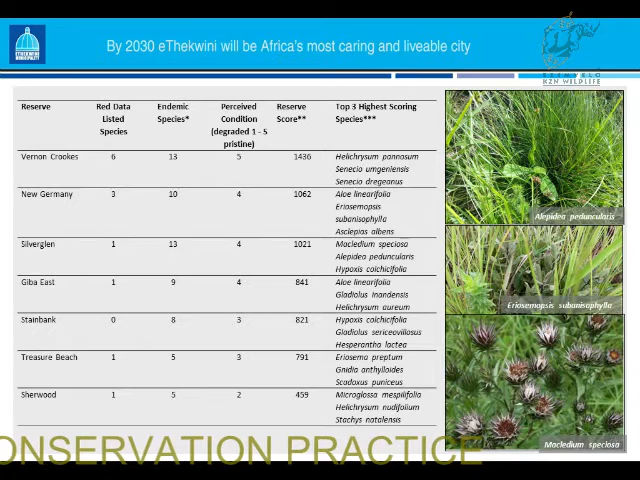 ETHEKWINI
MUNICIPALITY
By 2030 eThekwini will be Africa's most caring and liveable city
EZEMVELO
KZN WILDLIFE
Reserve Red Data Listed Species Endemic Species* Perceived Condition (degraded 1 - 5 pristine) Reserve Score** Top 3 Highest Scoring Species***
Vernon Crookes 6 13 5 1436 Helichrysum pannosum
Senecio umgeniensis
Senecio dregeanus
New Germany 3 10 4 1062 Aloe linearifolia
Eriosemopsis
subanisophylla
Asclepias albens
Silverglen 1 13 4 1021 Macledium speciosa
Alepidea peduncularis
Hypoxis colchicifolia
Giba East 1 9 4 841 Aloe linearifolia
Gladiolus inandensis
Helichrysum aureum
Stainbank 0 8 3 821 Hypoxis colchicifolia
Gladiolus sericeovillosus
Hesperantha lactea
Treasure Beach 1 5 3 791 Eriosema preptum
Gnidia anthylloides
Scadoxus puniceus
Sherwood 1 5 2 459 Microglossa mespilifolia
Helichrysum nudifolium
Stachys natalensis
Alepidea peduncularis
Eriosemopsis subanisophylla
Macledium speciosa
ONSERVATION PRACTICE